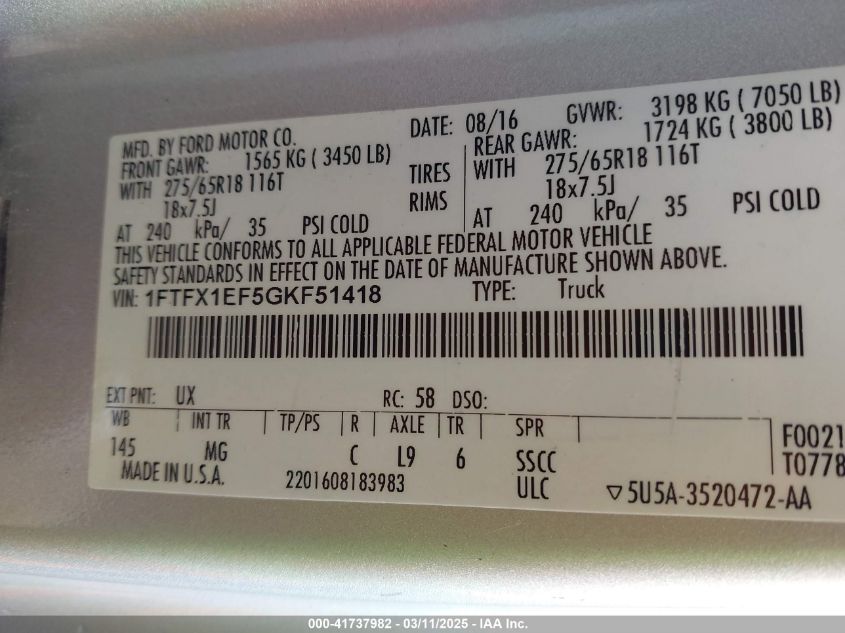 MFD. BY FORD MOTOR CO. DATE: 08/16 GVWR: 3198 KG ( 7050 LB)
FRONT GAWR: 1565 KG ( 3450 LB) REAR GAWR: 1724 KG ( 3800 LB)
WITH 275/65R18 116T TIRES WITH 275/65R18 116T
18x7.5J RIMS 18x7.5J
AT 240 kPa/ 35 PSI COLD AT 240 kPa/ 35 PSI COLD
THIS VEHICLE CONFORMS TO ALL APPLICABLE FEDERAL MOTOR VEHICLE
SAFETY STANDARDS IN EFFECT ON THE DATE OF MANUFACTURE SHOWN ABOVE.
VIN: 1FTFX1EF5GKF51418 TYPE: Truck
EXT PNT: UX RC: 58 DSO:
WB | INT TR | TP/PS | R | AXLE | TR | SPR | F0021
145 MG C L9 6 SSCC T0778
MADE IN U.S.A. 2201608183983 ULC ▽5U5A-3520472-AA
000-41737982 - 03/11/2025 - IAA Inc.